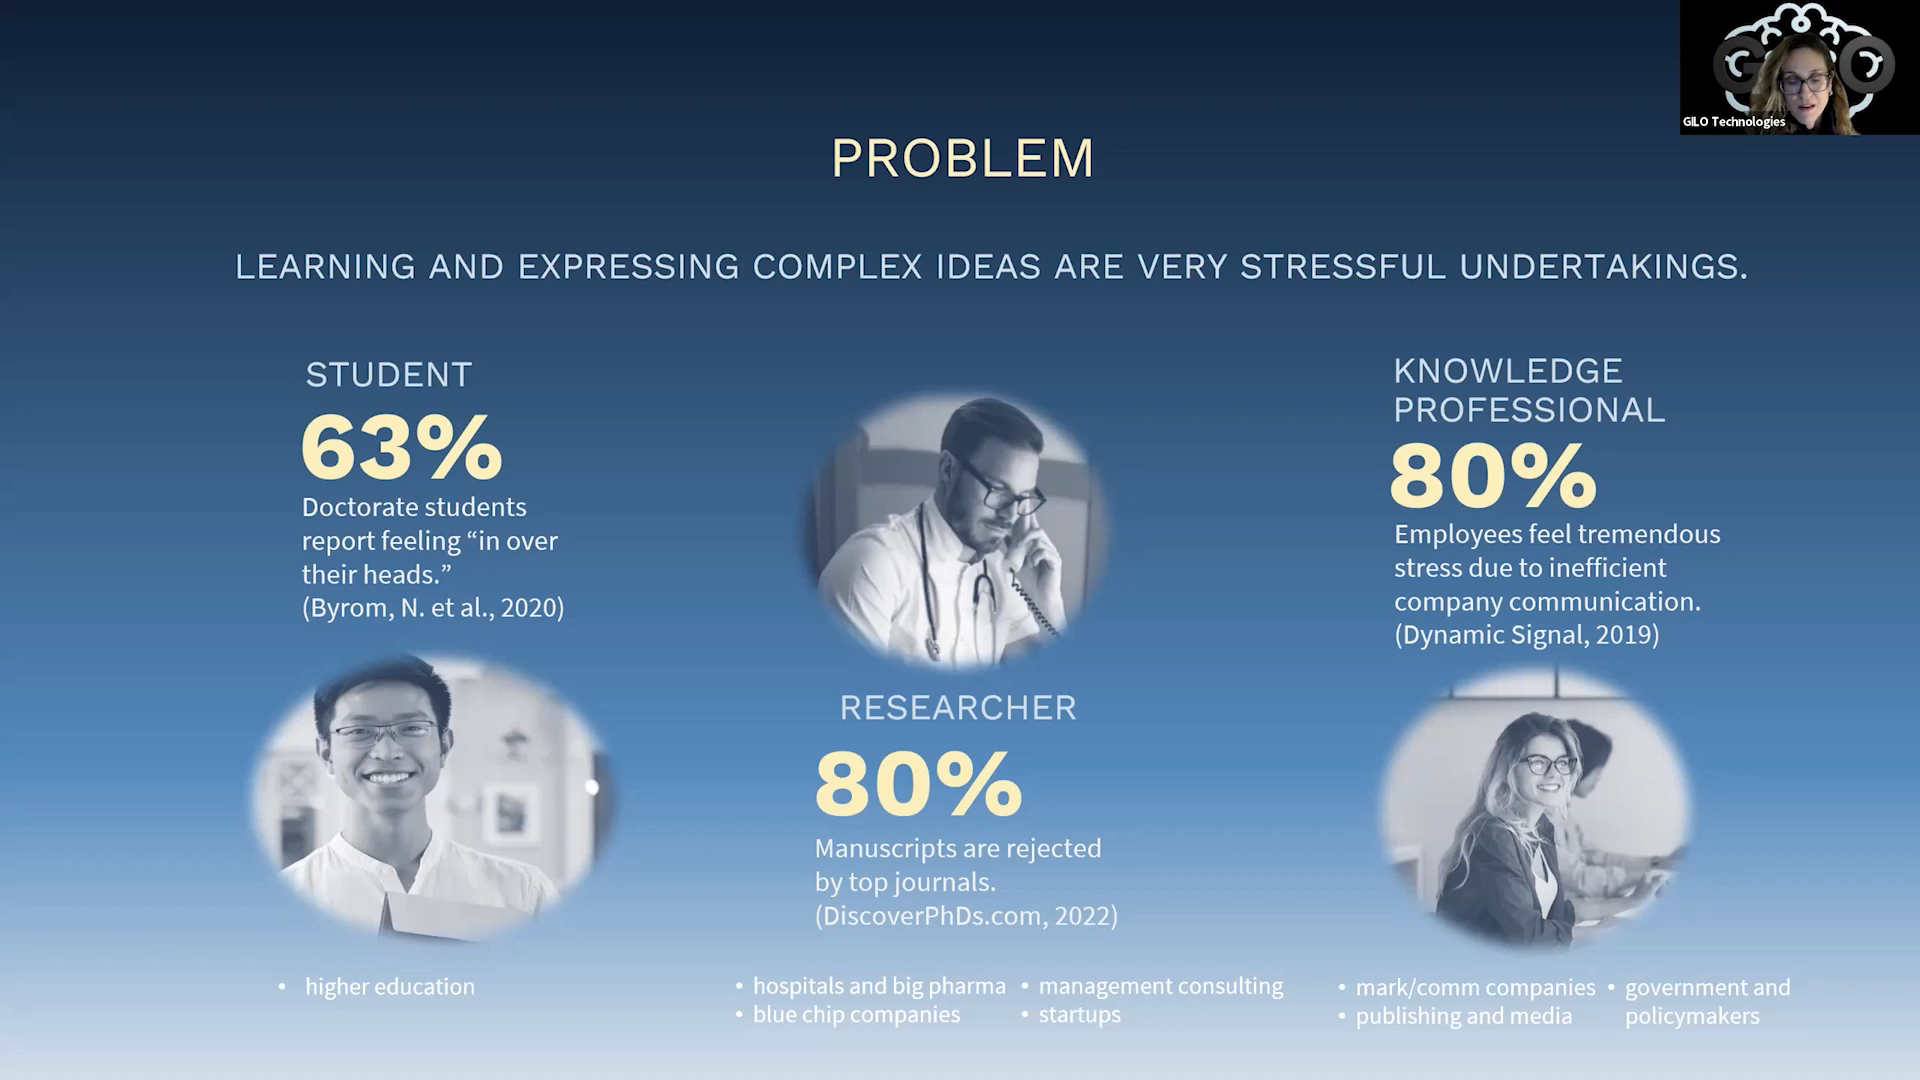 GILO Technologies
PROBLEM
LEARNING AND EXPRESSING COMPLEX IDEAS ARE VERY STRESSFUL UNDERTAKINGS.
STUDENT
63%
Doctorate students
report feeling “in over
their heads.”
(Byrom, N. et al., 2020)
• higher education
RESEARCHER
80%
Manuscripts are rejected
by top journals.
(DiscoverPhDs.com, 2022)
• hospitals and big pharma
• blue chip companies
• management consulting
• startups
KNOWLEDGE
PROFESSIONAL
80%
Employees feel tremendous
stress due to inefficient
company communication.
(Dynamic Signal, 2019)
• mark/comm companies
• publishing and media
• government and
policymakers